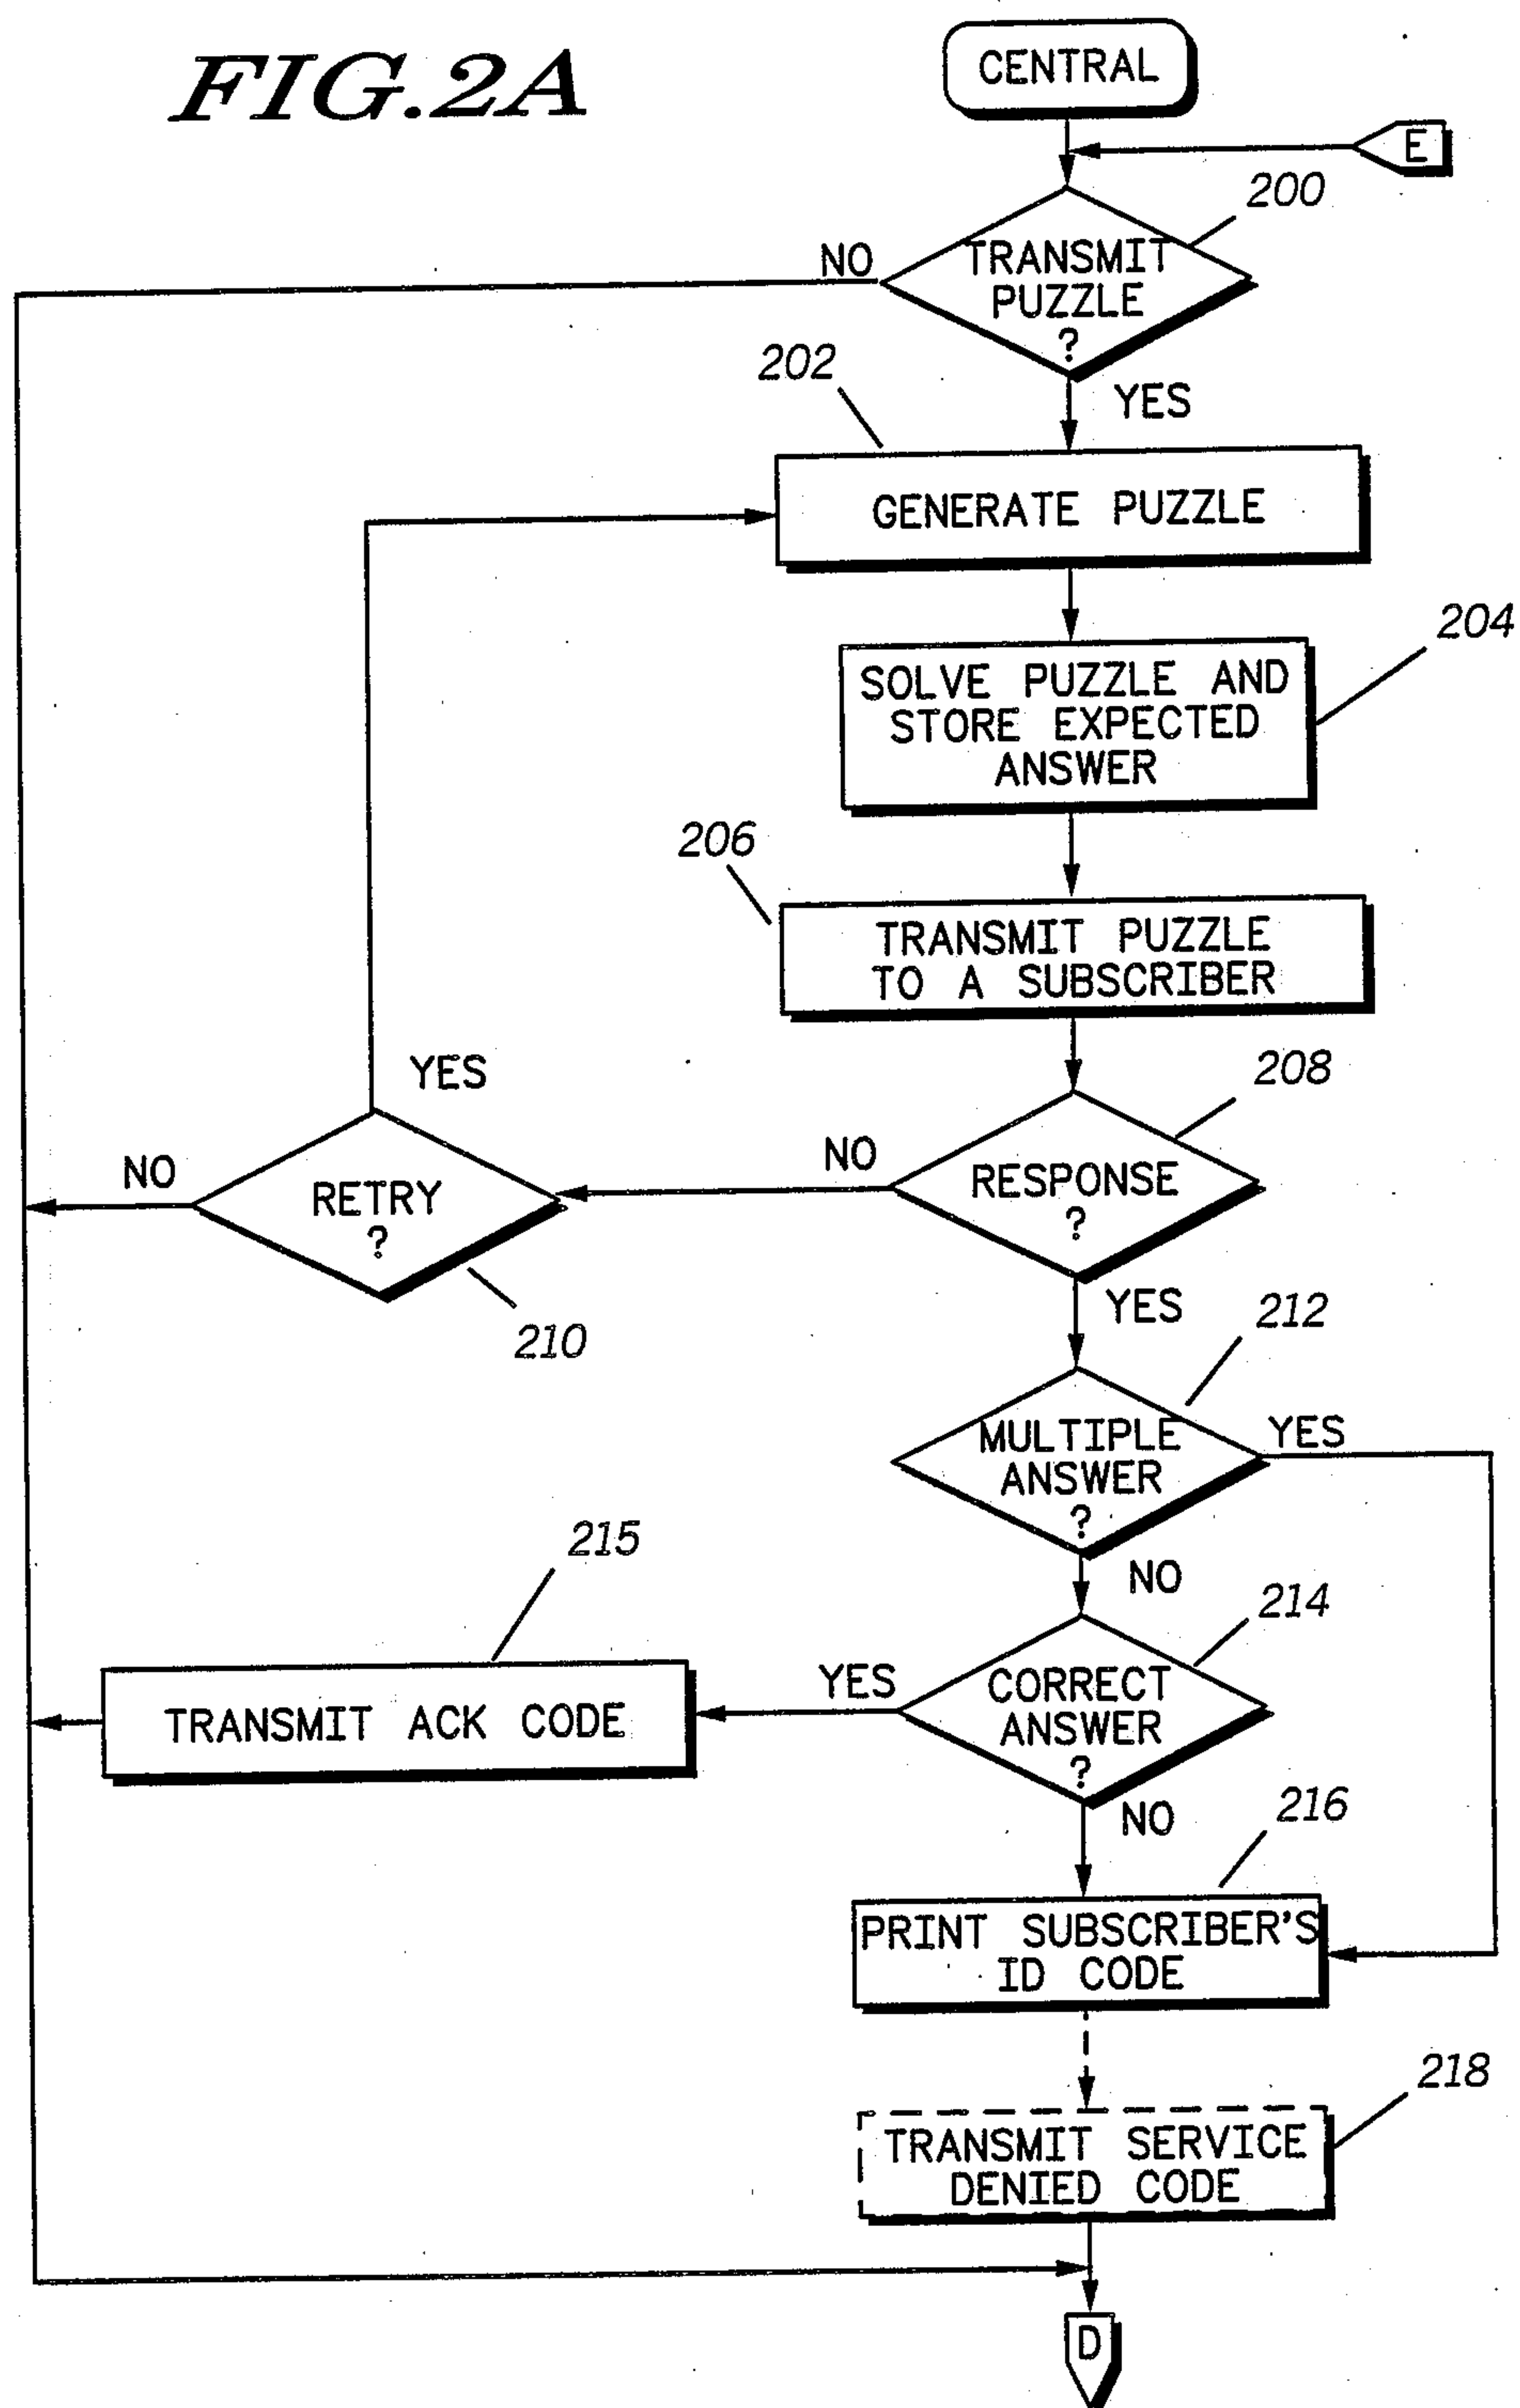 FIG.2A
CENTRAL
E
200
NO
TRANSMIT
PUZZLE
?
YES
202
GENERATE PUZZLE
204
SOLVE PUZZLE AND
STORE EXPECTED
ANSWER
206
TRANSMIT PUZZLE
TO A SUBSCRIBER
YES
208
NO
RETRY
?
NO
RESPONSE
?
210
YES
212
MULTIPLE
ANSWER
?
YES
NO
215
214
TRANSMIT ACK CODE
YES
CORRECT
ANSWER
?
NO
216
PRINT SUBSCRIBER'S
ID CODE
218
TRANSMIT SERVICE
DENIED CODE
D